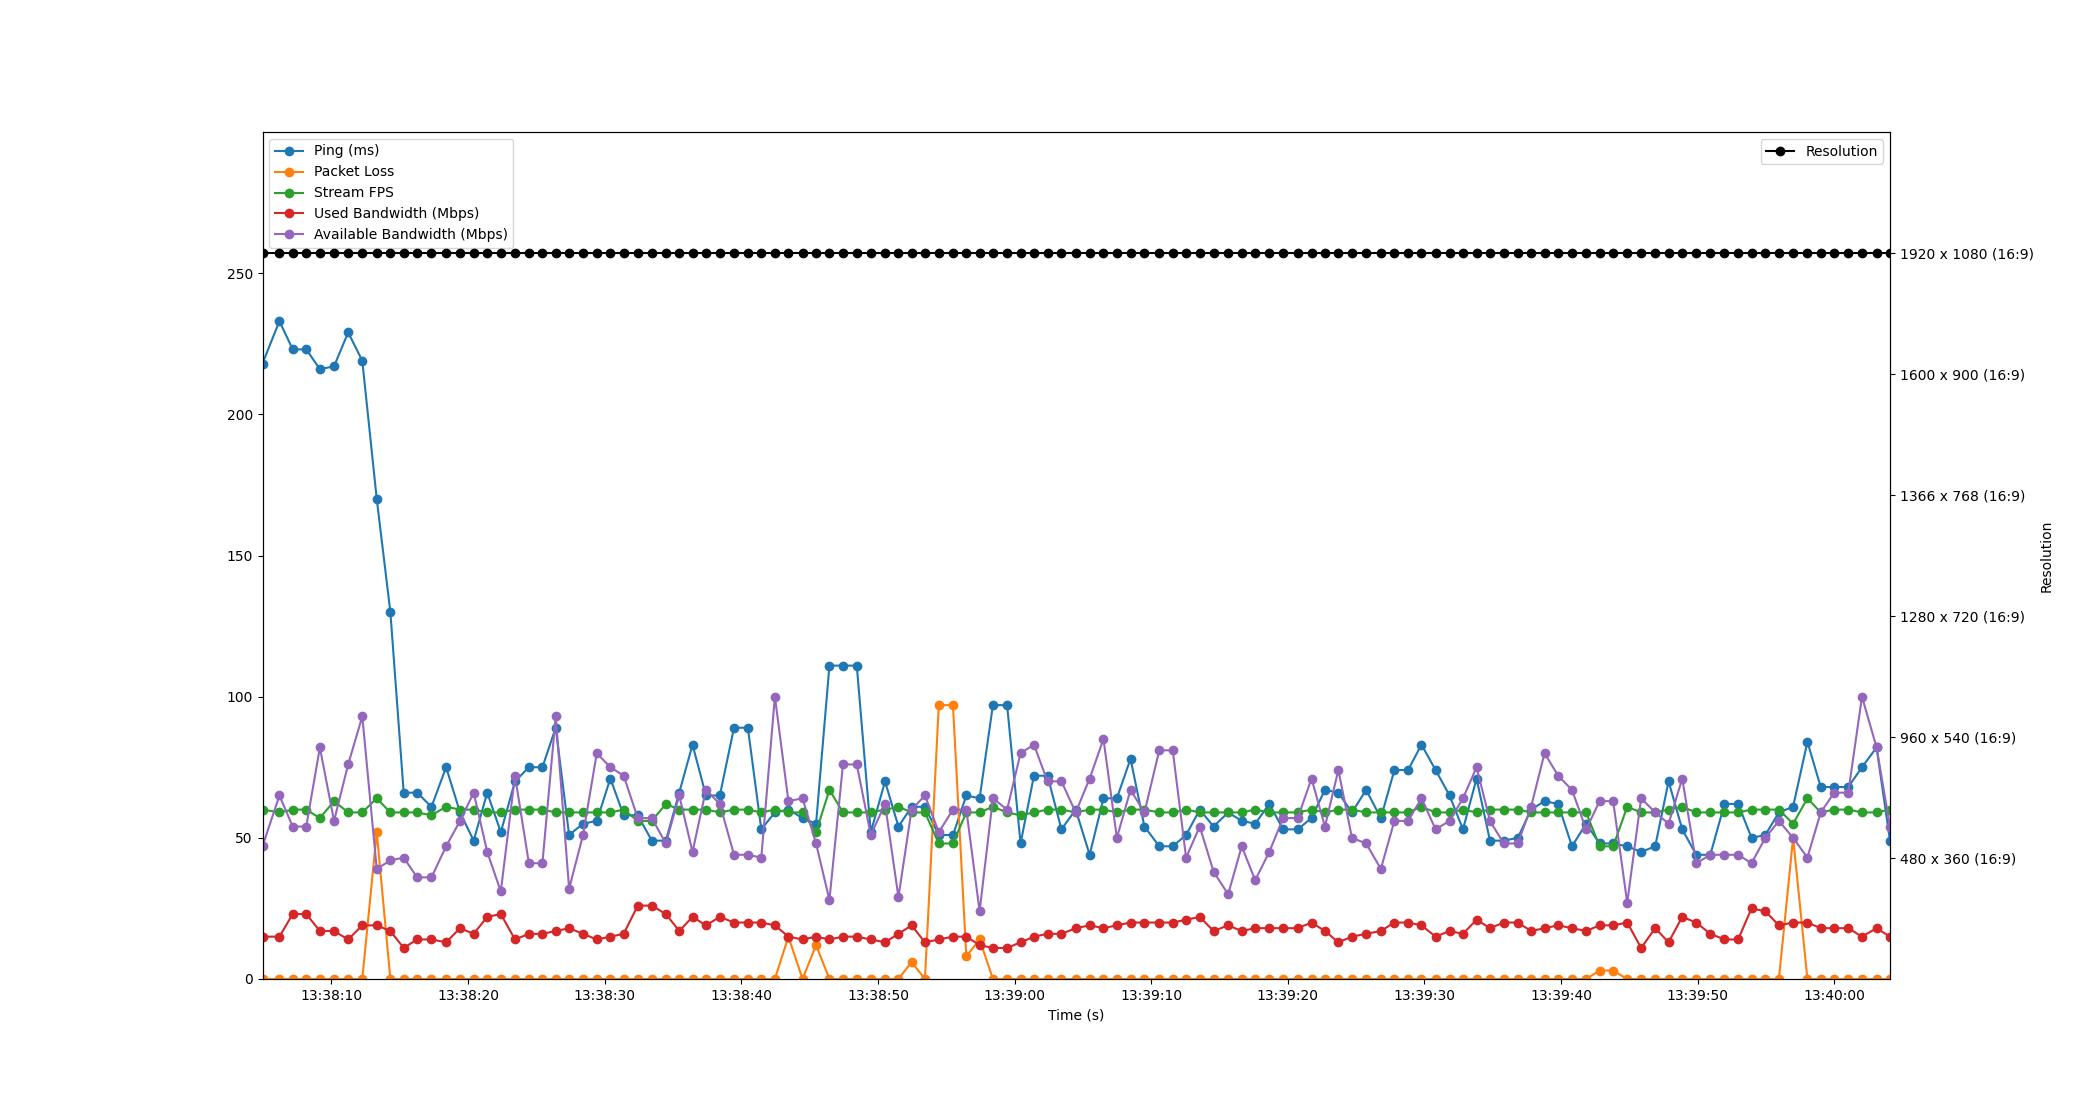 Ping (ms)
Packet Loss
Stream FPS
Used Bandwidth (Mbps)
Available Bandwidth (Mbps)
Resolution
250
200
150
100
50
0
1920 x 1080 (16:9)
1600 x 900 (16:9)
1366 x 768 (16:9)
1280 x 720 (16:9)
960 x 540 (16:9)
480 x 360 (16:9)
Resolution
13:38:10 13:38:20 13:38:30 13:38:40 13:38:50 13:39:00 13:39:10 13:39:20 13:39:30 13:39:40 13:39:50 13:40:00
Time (s)